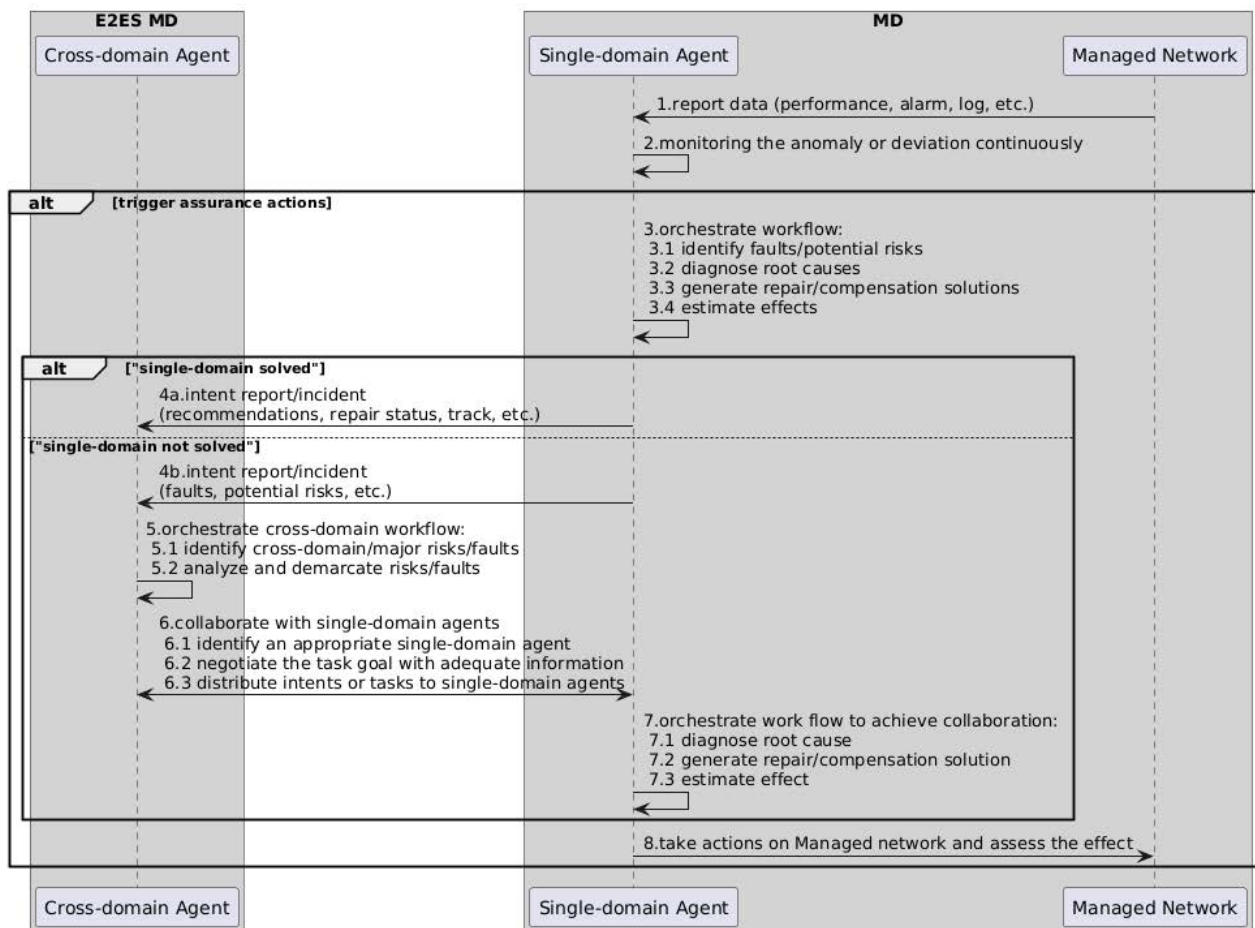 E2ES MD
MD
Cross-domain Agent
Single-domain Agent
Managed Network
1.report data (performance, alarm, log, etc.)
2.monitoring the anomaly or deviation continuously
alt
[trigger assurance actions]
3.orchestrate workflow:
3.1 identify faults/potential risks
3.2 diagnose root causes
3.3 generate repair/compensation solutions
3.4 estimate effects
alt
["single-domain solved"]
4a.intent report/incident
(recommendations, repair status, track, etc.)
["single-domain not solved"]
4b.intent report/incident
(faults, potential risks, etc.)
5.orchestrate cross-domain workflow:
5.1 identify cross-domain/major risks/faults
5.2 analyze and demarcate risks/faults
6.collaborate with single-domain agents
6.1 identify an appropriate single-domain agent
6.2 negotiate the task goal with adequate information
6.3 distribute intents or tasks to single-domain agents
7.orchestrate work flow to achieve collaboration:
7.1 diagnose root cause
7.2 generate repair/compensation solution
7.3 estimate effect
8.take actions on Managed network and assess the effect
Cross-domain Agent
Single-domain Agent
Managed Network